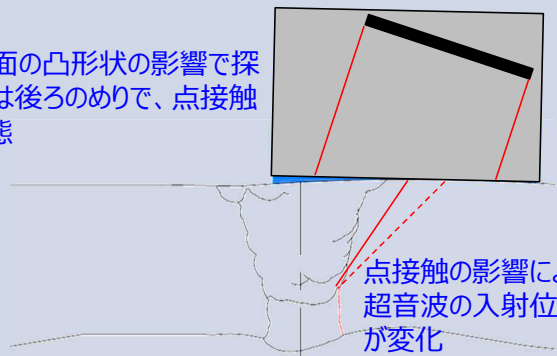 面の凸形状の影響で探
は後ろのめりで、点接触
態
点接触の影響によ
超音波の入射位
が変化